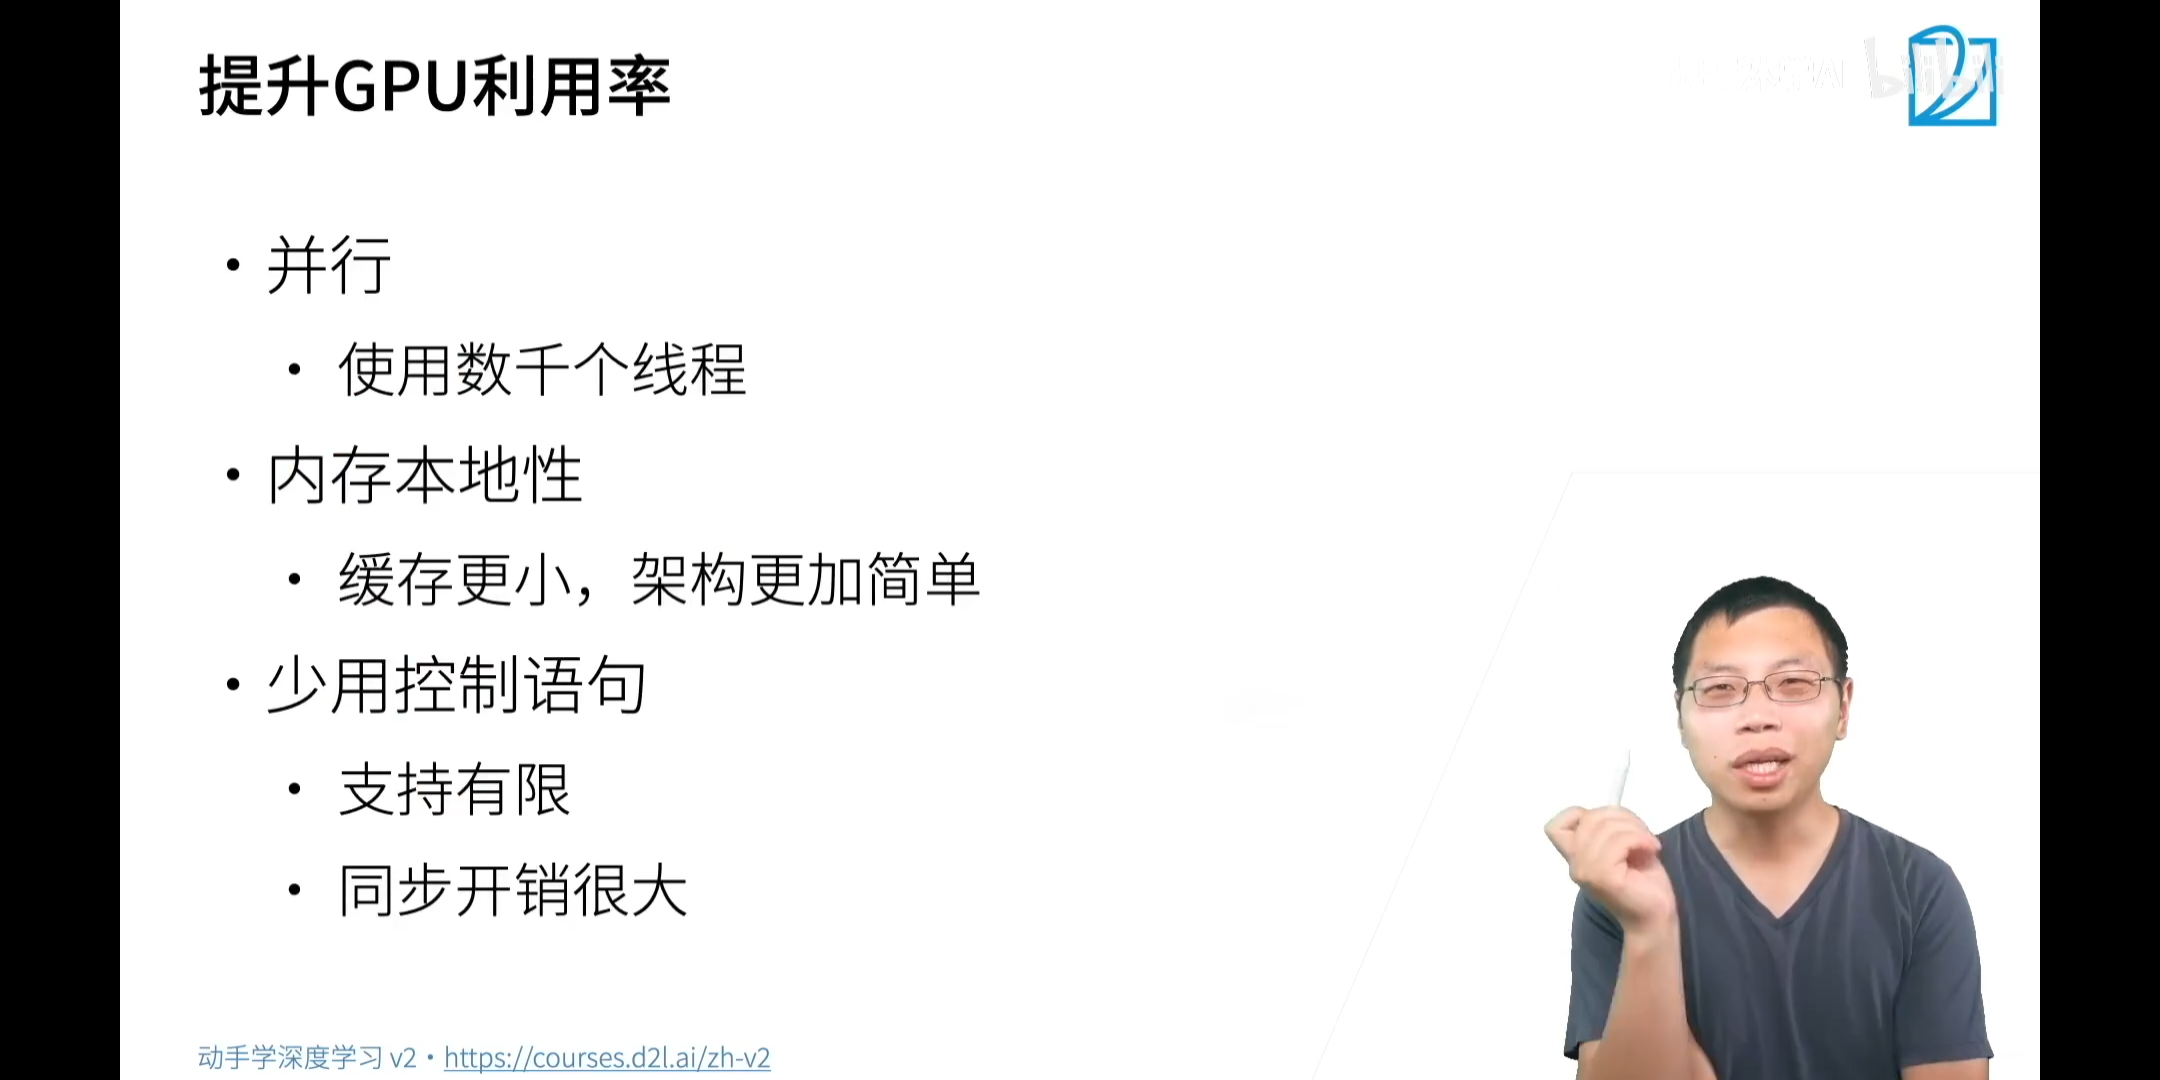 提升GPU利用率
bilibili
• 并行
• 使用数千个线程
• 内存本地性
• 缓存更小，架构更加简单
• 少用控制语句
• 支持有限
• 同步开销很大
动手学深度学习 v2 • https://courses.d2l.ai/zh-v2